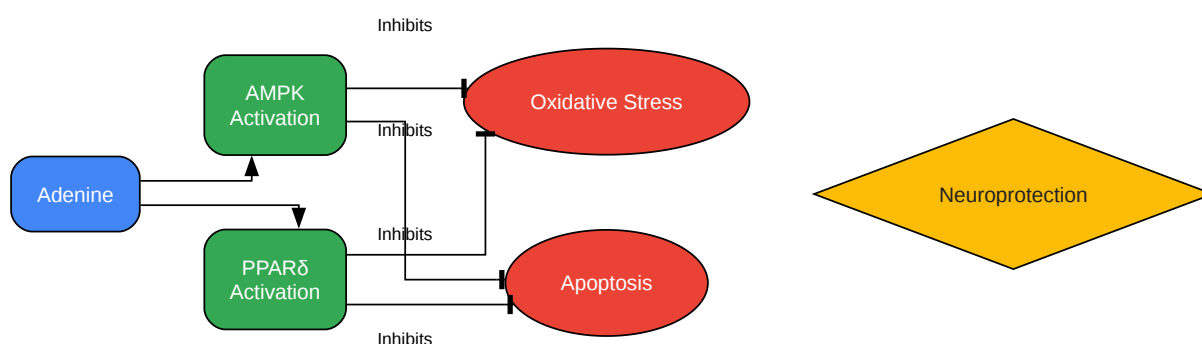 Inhibits
AMPK
Activation
Oxidative Stress
Inhibits
Adenine
Neuroprotection
Inhibits
PPARδ
Activation
Apoptosis
Inhibits